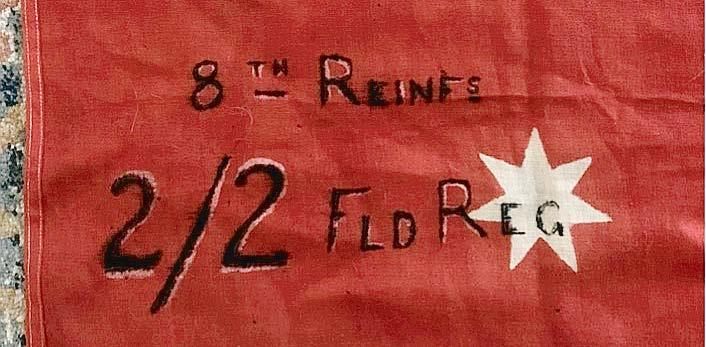 8TH REINFS
2/2 FLD REG